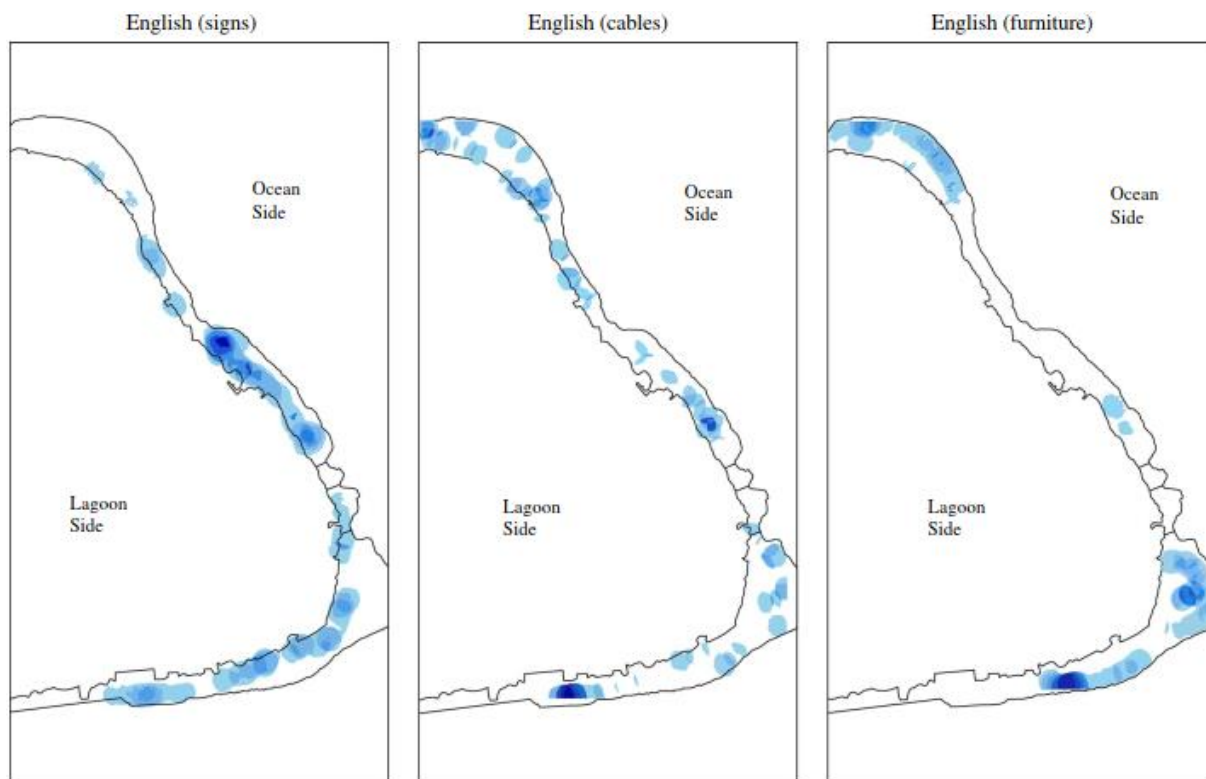 English (signs)
English (cables)
English (furniture)
Ocean
Side
Lagoon
Side
Ocean
Side
Lagoon
Side
Ocean
Side
Lagoon
Side